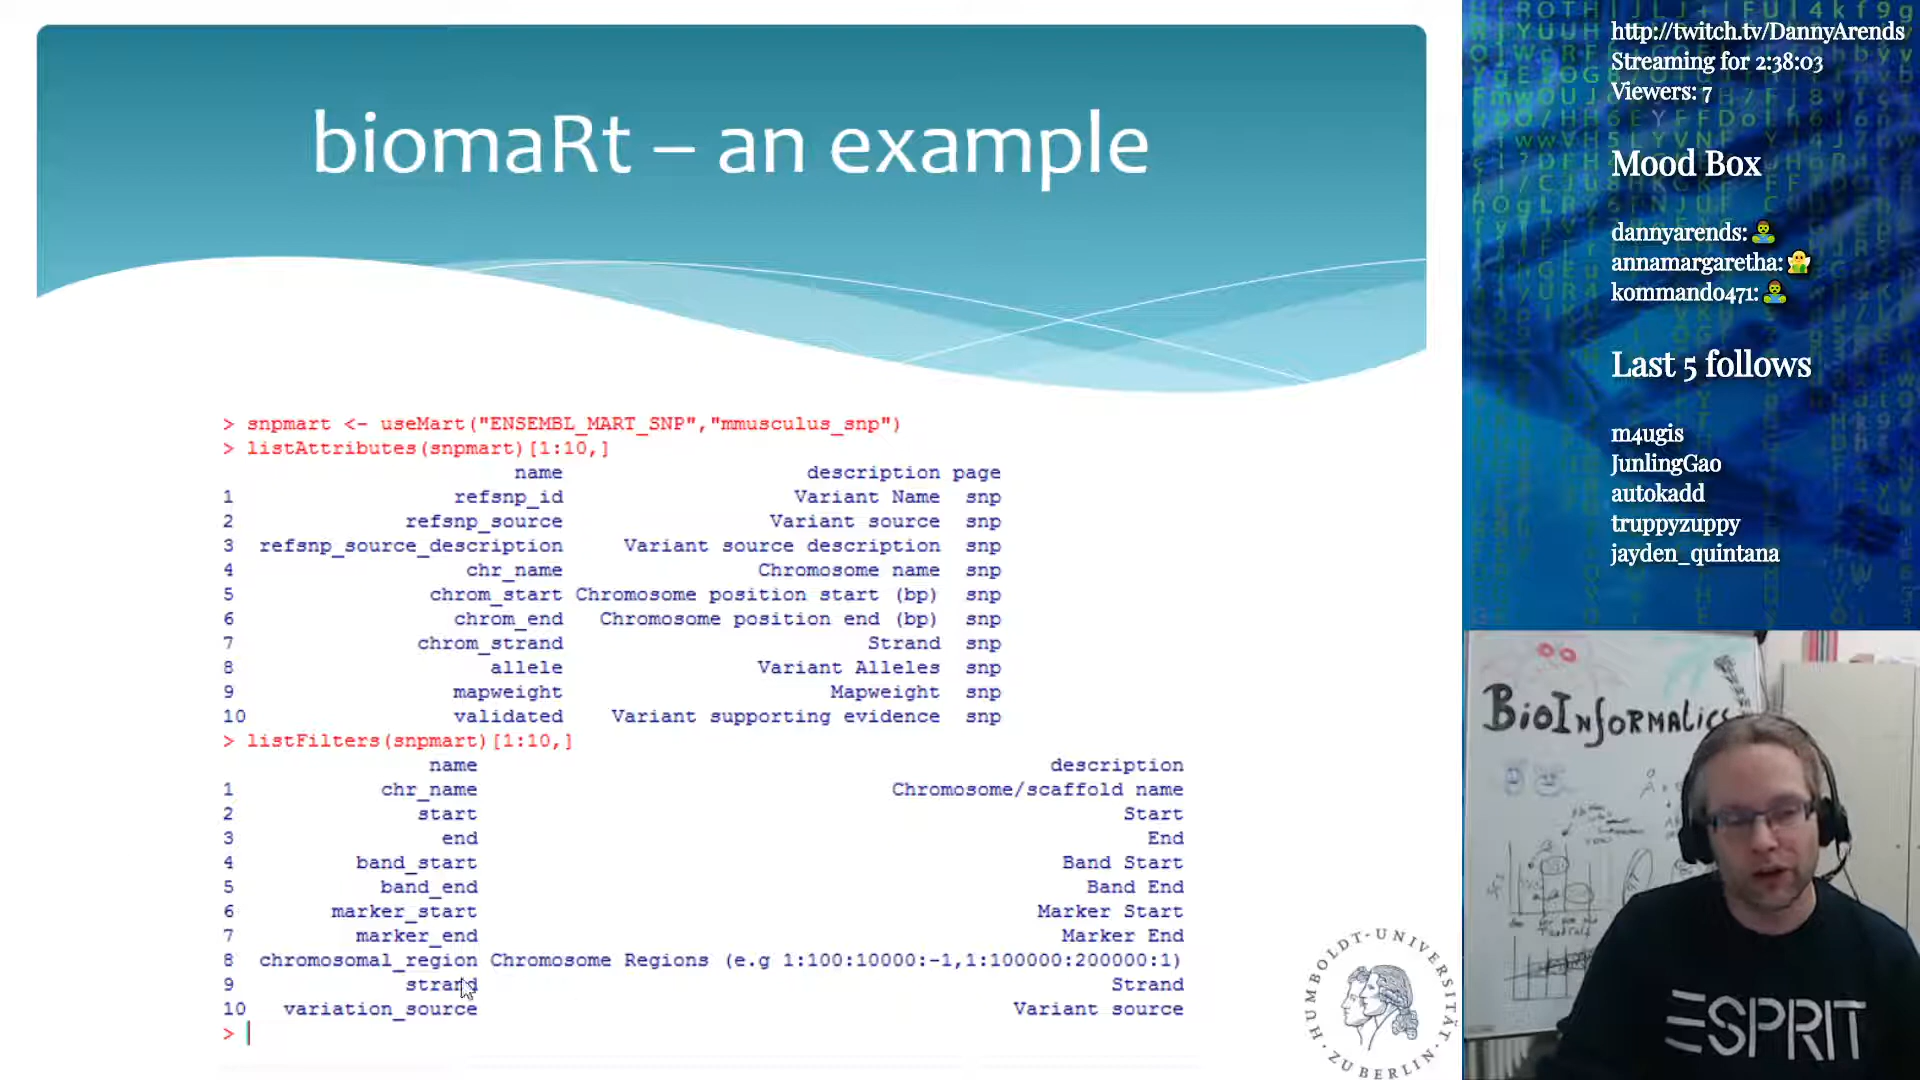 biomaRt – an example
> snpmart <- useMart("ENSEMBL_MART_SNP","mmusculus_snp")
> listAttributes(snpmart)[1:10,]
name description page
1 refsnp_id Variant Name snp
2 refsnp_source Variant source snp
3 refsnp_source_description Variant source description snp
4 chr_name Chromosome name snp
5 chrom_start Chromosome position start (bp) snp
6 chrom_end Chromosome position end (bp) snp
7 chrom_strand Strand snp
8 allele Variant Alleles snp
9 mapweight Mapweight snp
10 validated Variant supporting evidence snp
> listFilters(snpmart)[1:10,]
name description
1 chr_name Chromosome/scaffold name
2 start Start
3 end End
4 band_start Band Start
5 band_end Band End
6 marker_start Marker Start
7 marker_end Marker End
8 chromosomal_region Chromosome Regions (e.g 1:100:10000:-1,1:100000:200000:1)
9 strand Strand
10 variation_source Variant source
>
HUMBOLDT-UNIVERSITÄT
ZU BERLIN
http://twitch.tv/DannyArends
Streaming for 2:38:03
Viewers: 7
Mood Box
dannyarends:
annamargaretha:
kommando471:
Last 5 follows
m4ugis
JunlingGao
autokadd
truppyzuppy
jayden_quintana
BioInformatics
ESPRIT